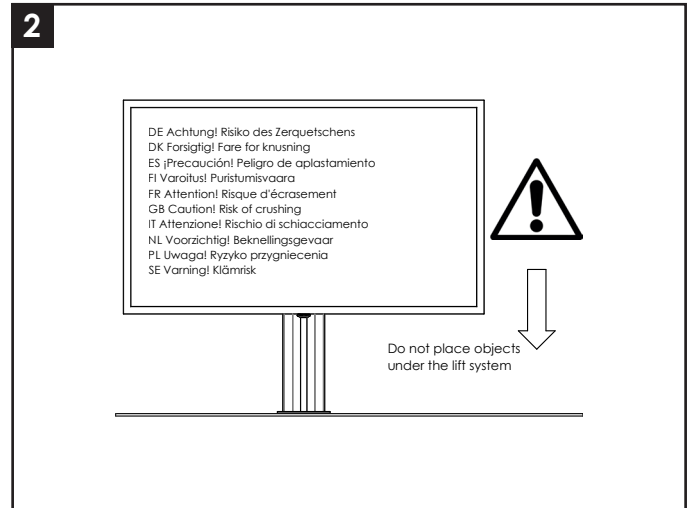 2
DE Achtung! Risiko des Zerquetschens
DK Forsigtig! Fare for knusning
ES ¡Precaución! Peligro de aplastamiento
FI Varoitus! Puristumisvaara
FR Attention! Risque d'écrasement
GB Caution! Risk of crushing
IT Attenzione! Rischio di schiacciamento
NL Voorzichtig! Beknellingsgevaar
PL Uwaga! Ryzyko przygniecenia
SE Varning! Klämrisk
Do not place objects
under the lift system